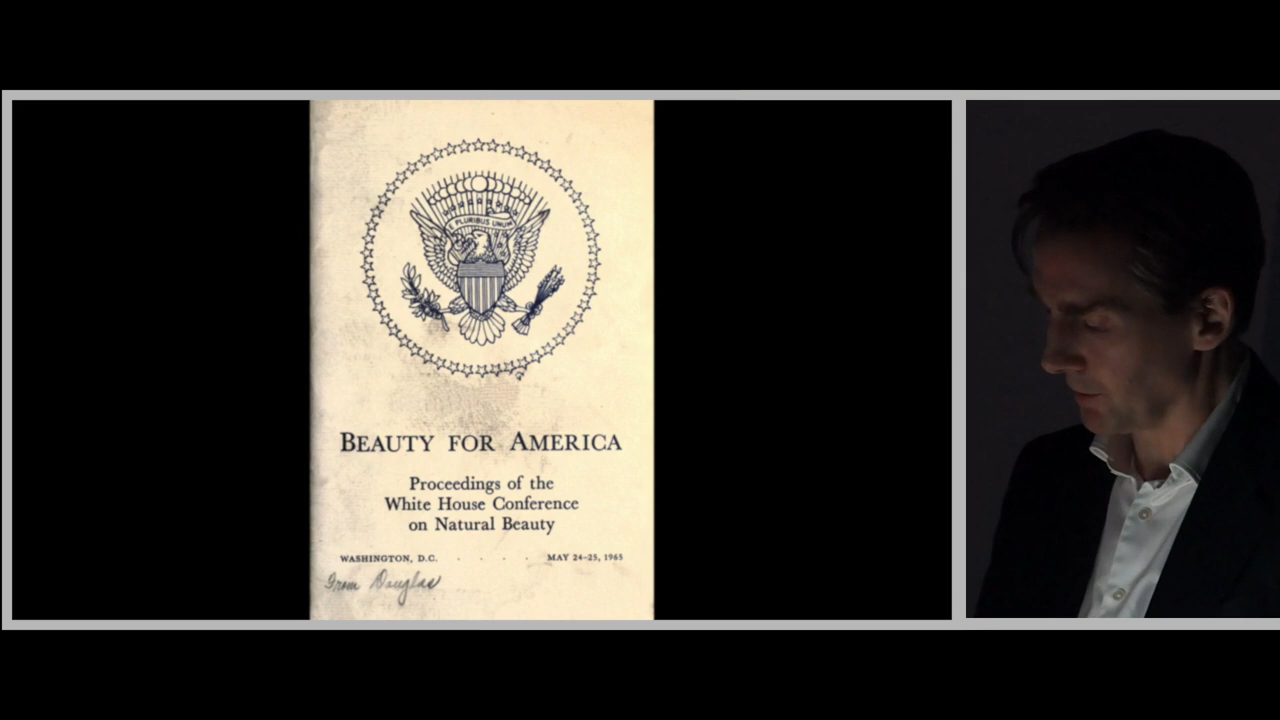 E PLURIBUS UNUM
BEAUTY FOR AMERICA
Proceedings of the
White House Conference
on Natural Beauty
WASHINGTON, D.C. . . . . MAY 24–25, 1965
From Douglas